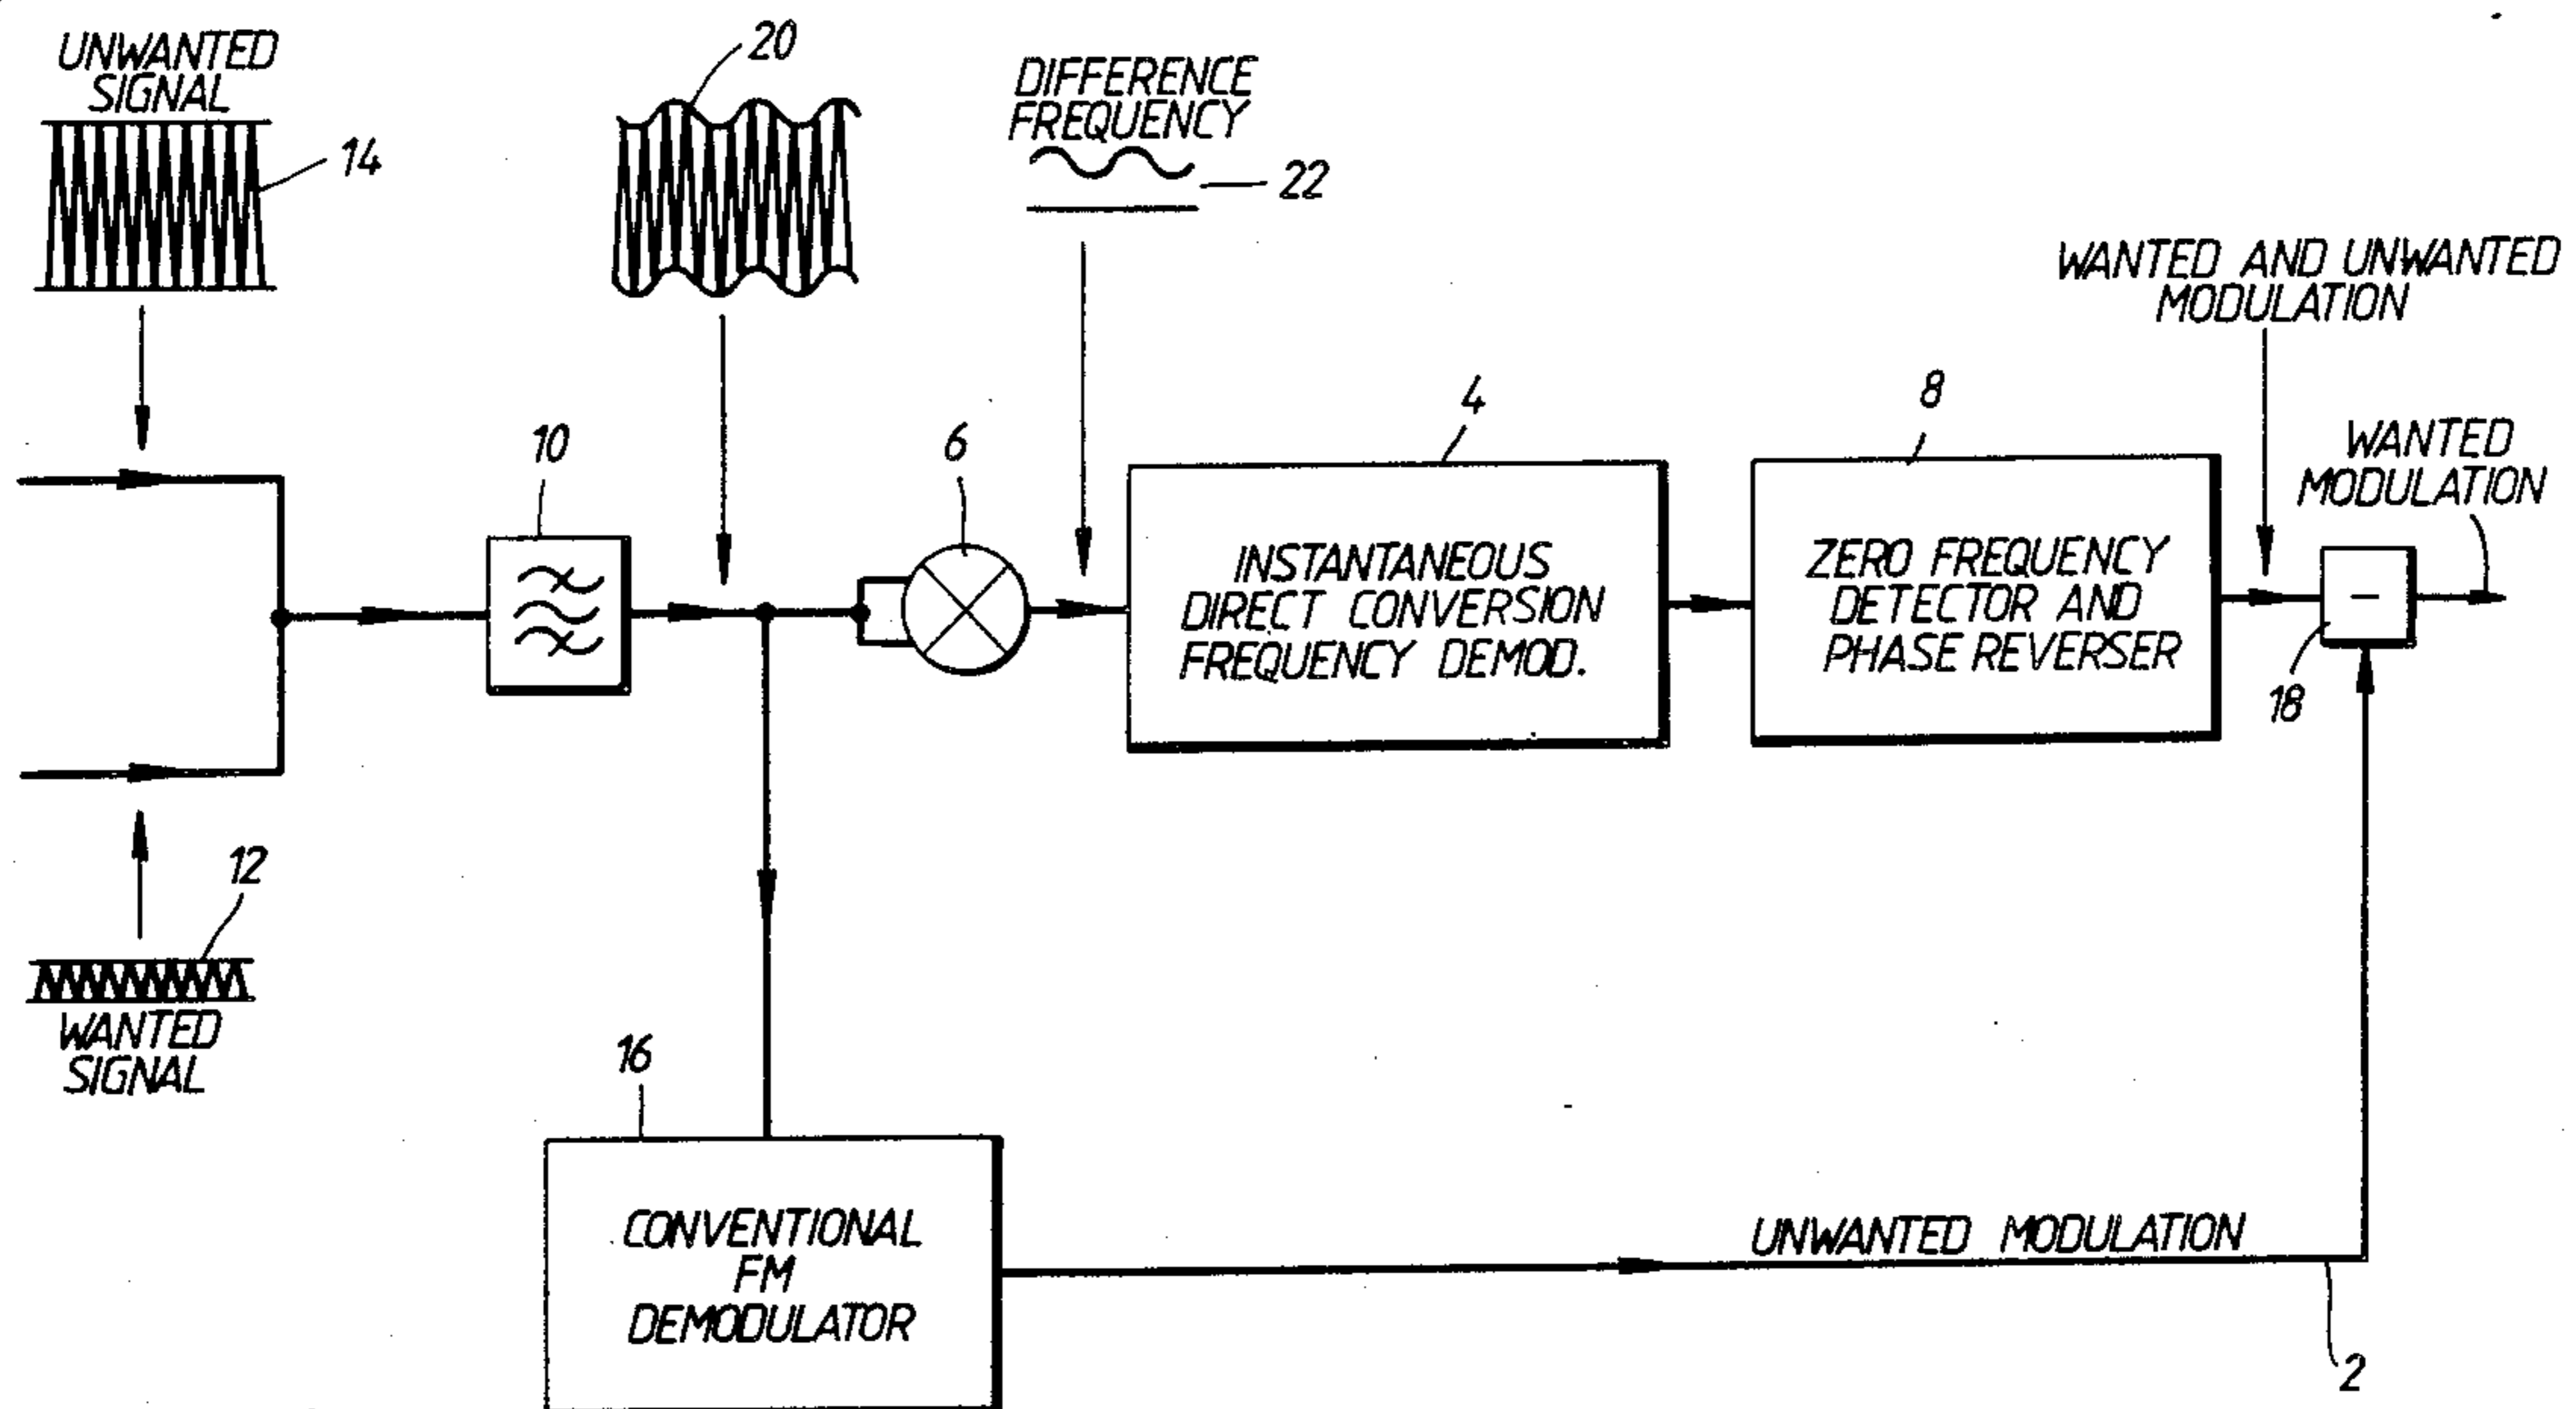 UNWANTED
SIGNAL
14
20
DIFFERENCE
FREQUENCY
22
WANTED AND UNWANTED
MODULATION
WANTED
MODULATION
10
6
4
INSTANTANEOUS
DIRECT CONVERSION
FREQUENCY DEMOD.
8
ZERO FREQUENCY
DETECTOR AND
PHASE REVERSER
−
18
12
WANTED
SIGNAL
16
CONVENTIONAL
FM
DEMODULATOR
UNWANTED MODULATION
2